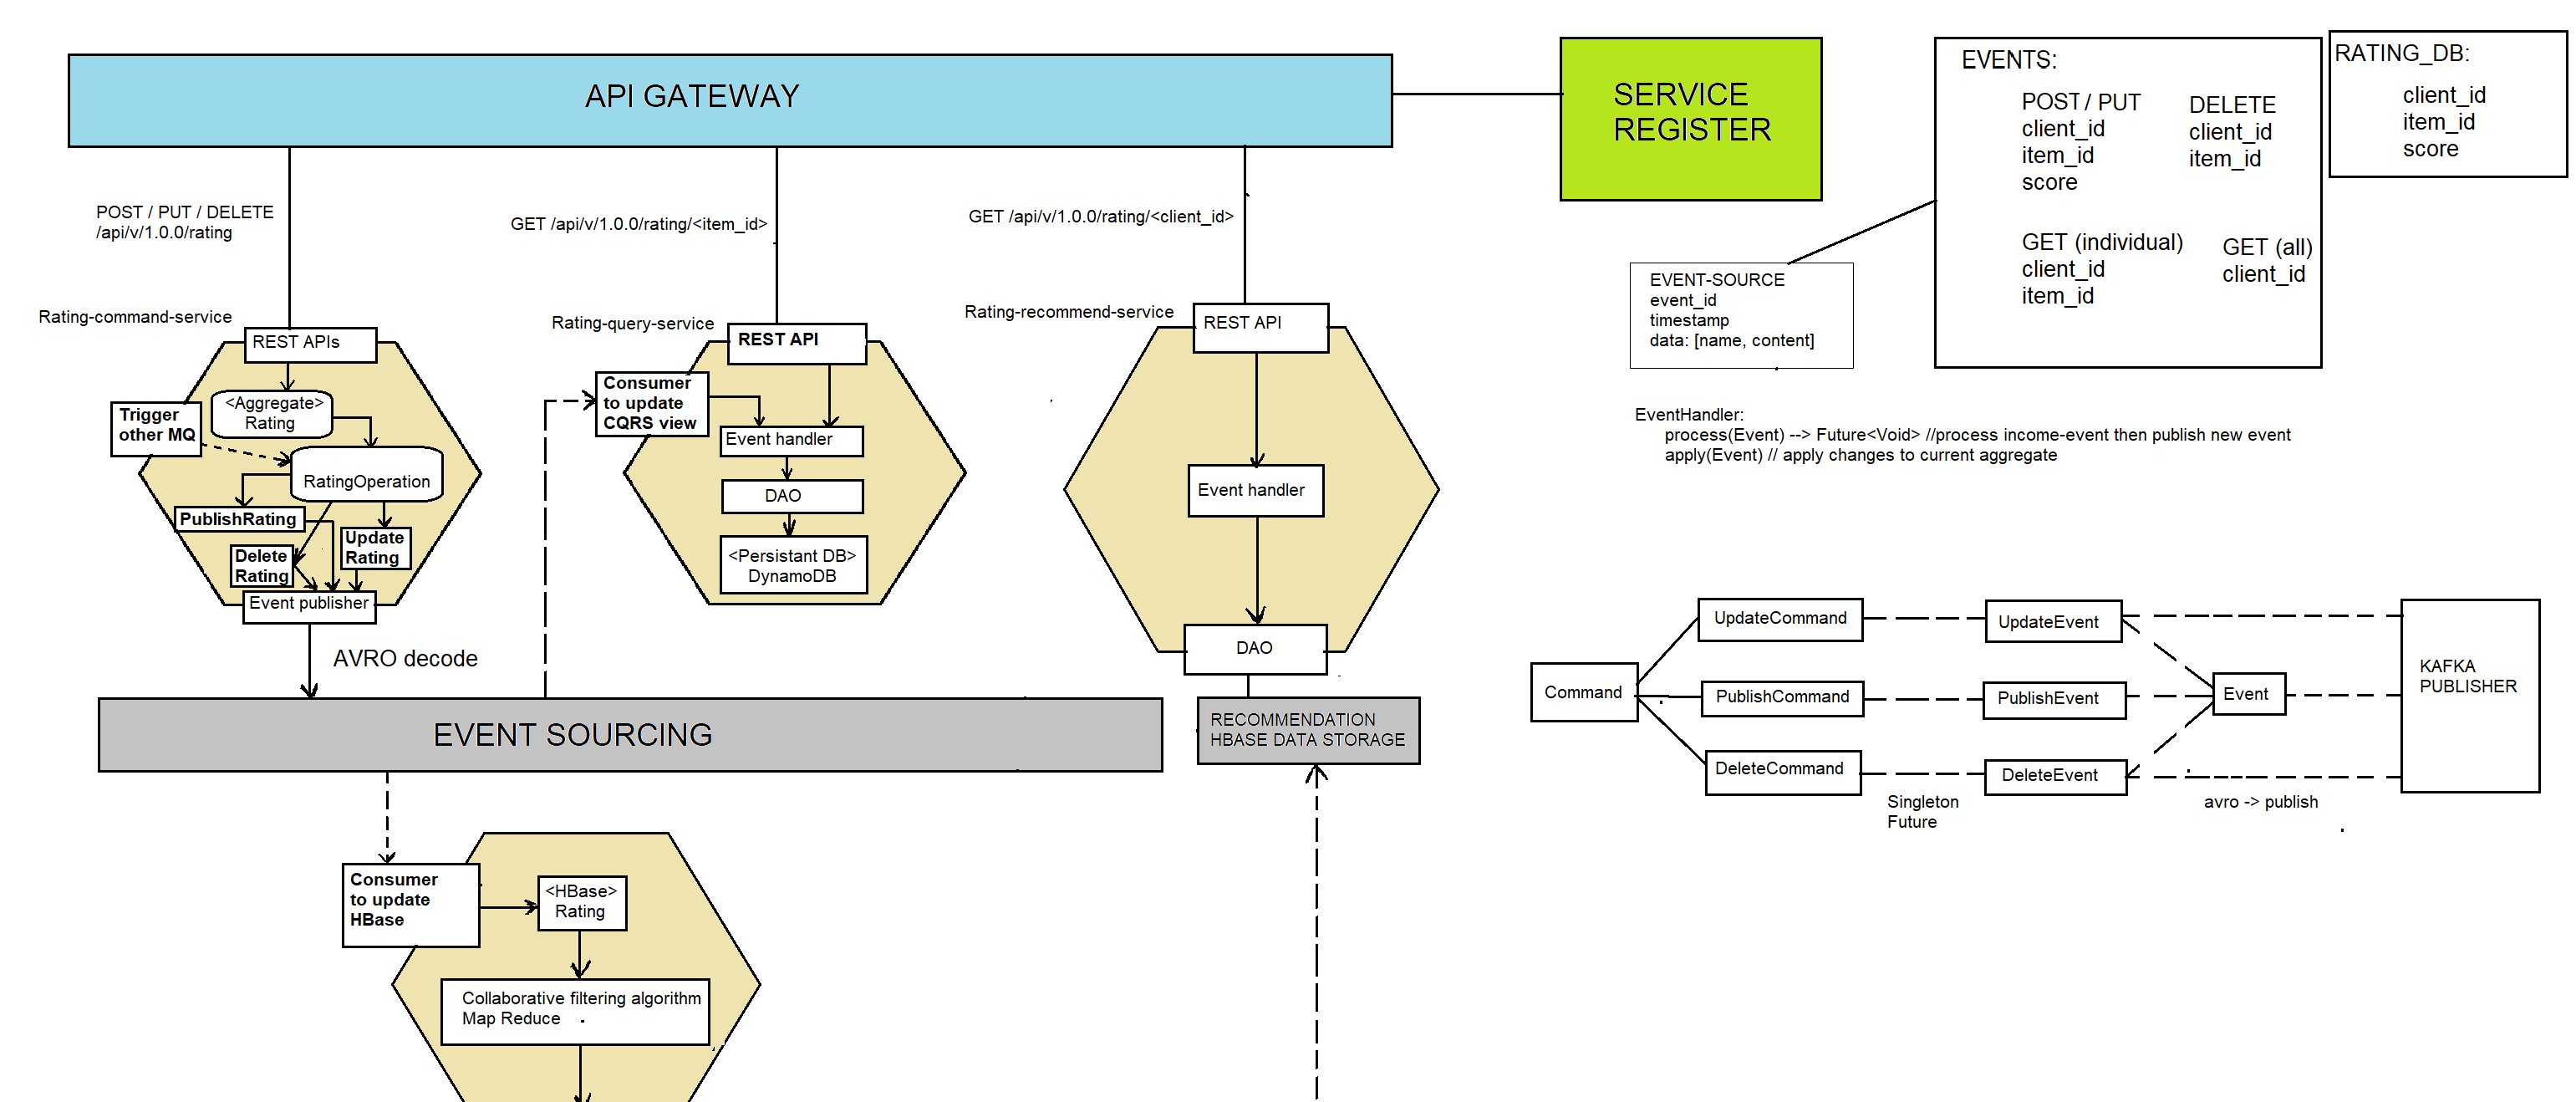 API GATEWAY
SERVICE
REGISTER
EVENTS:
POST / PUT
client_id
item_id
score
DELETE
client_id
item_id
GET (individual)
client_id
item_id
GET (all)
client_id
RATING_DB:
client_id
item_id
score
POST / PUT / DELETE
/api/v/1.0.0/rating
GET /api/v/1.0.0/rating/<item_id>
GET /api/v/1.0.0/rating/<client_id>
EVENT-SOURCE
event_id
timestamp
data: [name, content]
EventHandler:
process(Event) --> Future<Void> //process income-event then publish new event
apply(Event) // apply changes to current aggregate
Rating-command-service
REST APIs
<Aggregate>
Rating
Trigger
other MQ
RatingOperation
PublishRating
Delete
Rating
Update
Rating
Event publisher
AVRO decode
Rating-query-service
REST API
Consumer
to update
CQRS view
Event handler
DAO
<Persistant DB>
DynamoDB
Rating-recommend-service
REST API
Event handler
DAO
EVENT SOURCING
RECOMMENDATION
HBASE DATA STORAGE
Consumer
to update
HBase
<HBase>
Rating
Collaborative filtering algorithm
Map Reduce
Command
UpdateCommand
PublishCommand
DeleteCommand
Singleton
Future
UpdateEvent
PublishEvent
DeleteEvent
Event
avro -> publish
KAFKA
PUBLISHER